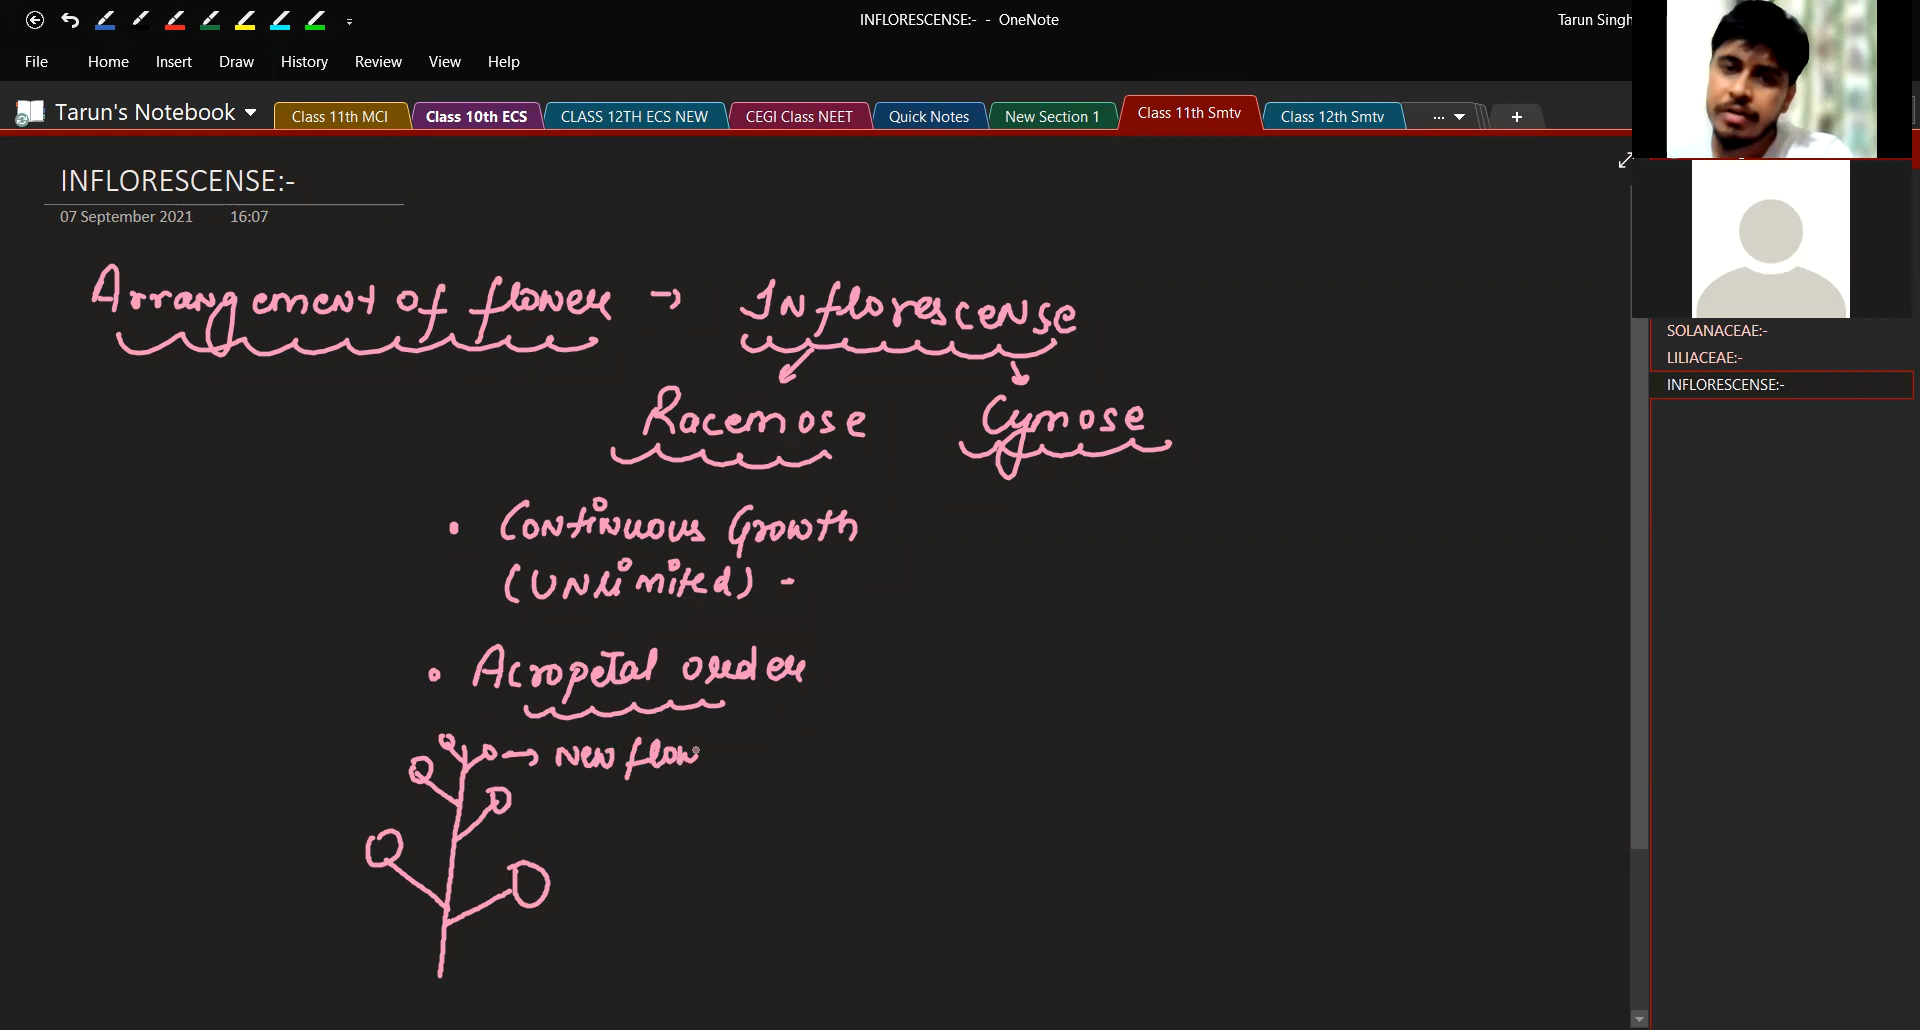 INFLORESCENSE:- - OneNote
Tarun Singh
File Home Insert Draw History Review View Help
Tarun's Notebook
Class 11th MCI Class 10th ECS CLASS 12TH ECS NEW CEGI Class NEET Quick Notes New Section 1 Class 11th Smtv Class 12th Smtv ... +
INFLORESCENSE:-
07 September 2021 16:07
Arrangement of flower → Inflorescense
Racemose Cymose
• Continuous Growth
(Unlimited) -
• Acropetal order
→ New flow
SOLANACEAE:-
LILIACEAE:-
INFLORESCENSE:-